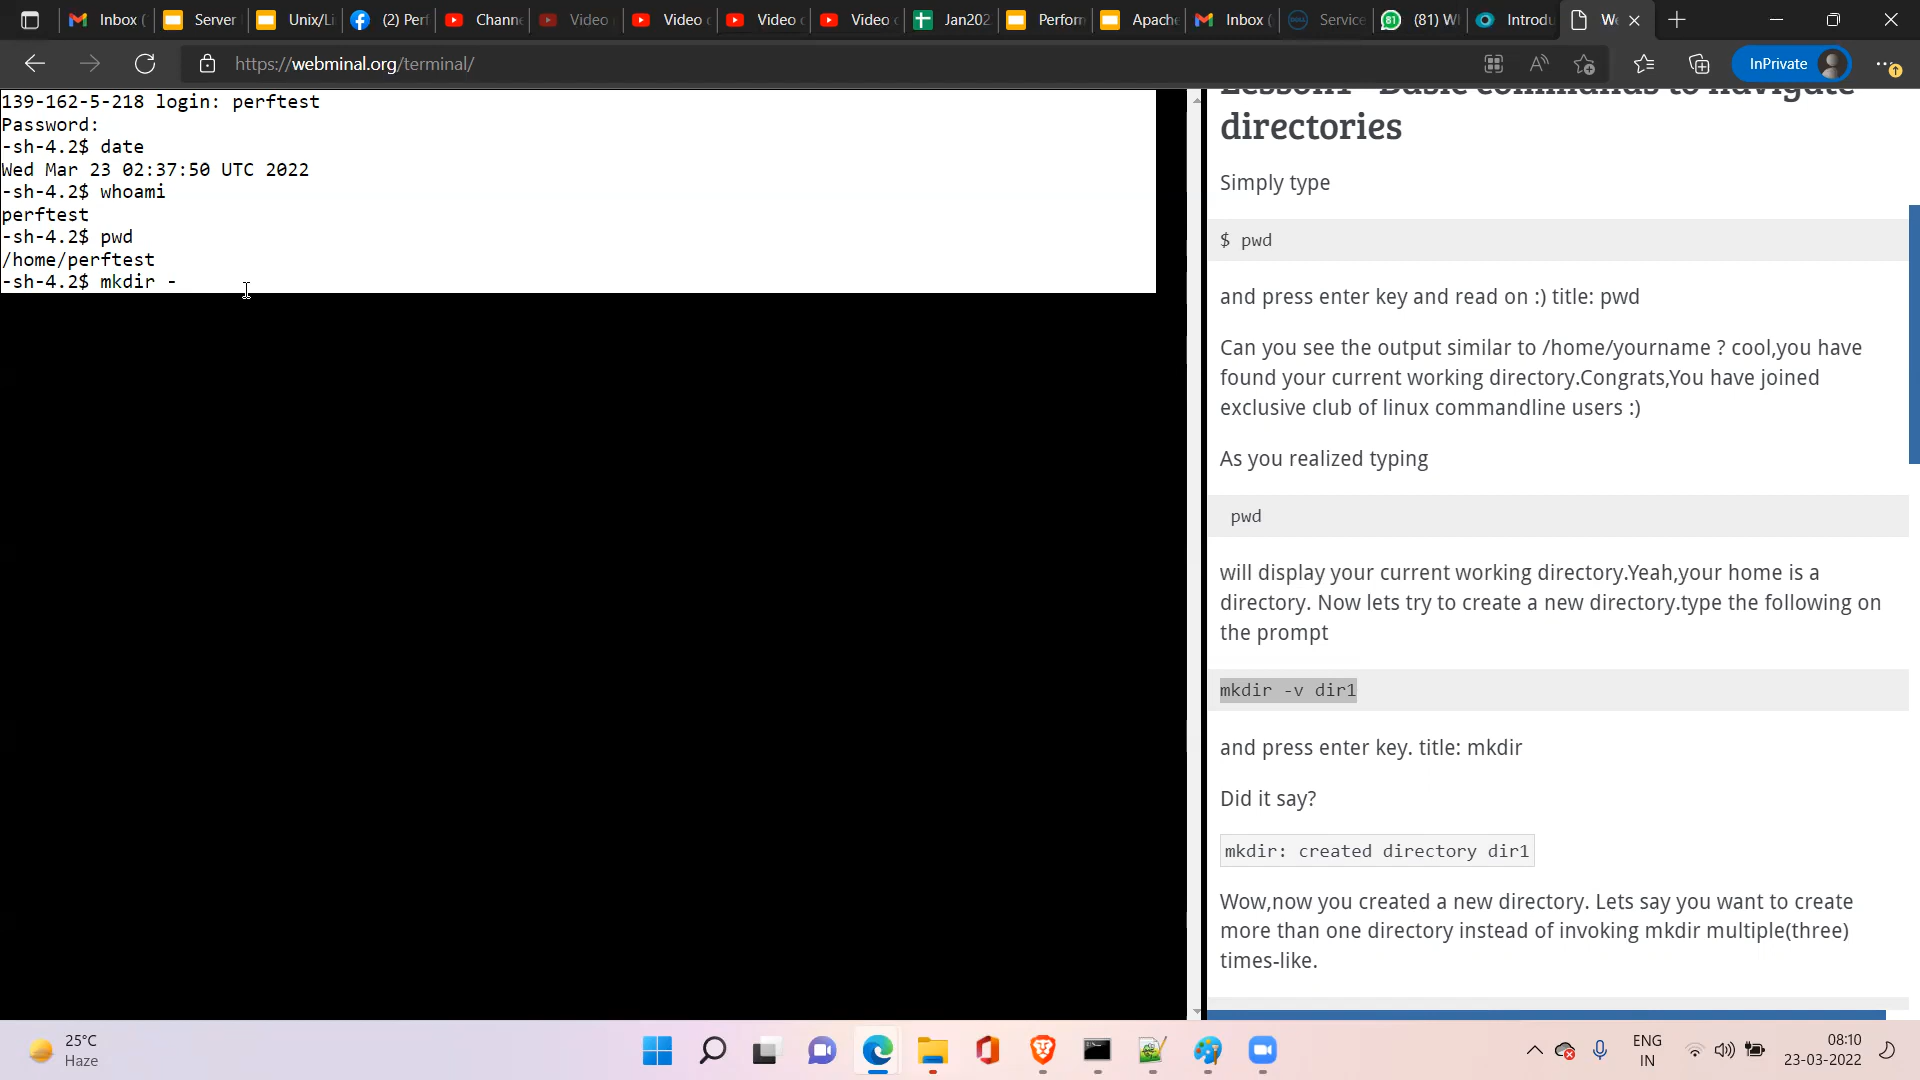 Inbox (
Server
Unix/Li
(2) Perf
Chann
Video
Video
Video
Video
Jan202
Perforn
Apache
Inbox (
Service
(81) W
Introdu
We
https://webminal.org/terminal/
InPrivate
139-162-5-218 login: perftest
Password:
-sh-4.2$ date
Wed Mar 23 02:37:50 UTC 2022
-sh-4.2$ whoami
perftest
-sh-4.2$ pwd
/home/perftest
-sh-4.2$ mkdir -
Lesson1 - Basic commands to navigate
directories
Simply type
$ pwd
and press enter key and read on :) title: pwd
Can you see the output similar to /home/yourname ? cool,you have
found your current working directory.Congrats,You have joined
exclusive club of linux commandline users :)
As you realized typing
pwd
will display your current working directory.Yeah,your home is a
directory. Now lets try to create a new directory.type the following on
the prompt
mkdir -v dir1
and press enter key. title: mkdir
Did it say?
mkdir: created directory dir1
Wow,now you created a new directory. Lets say you want to create
more than one directory instead of invoking mkdir multiple(three)
times-like.
25°C
Haze
ENG
IN
08:10
23-03-2022